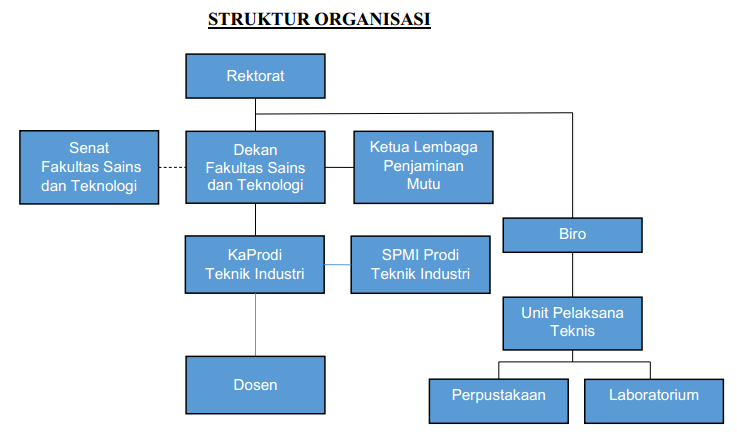 STRUKTUR ORGANISASI
Rektorat
Senat
Fakultas Sains
dan Teknologi
Dekan
Fakultas Sains
dan Teknologi
Ketua Lembaga
Penjaminan
Mutu
Biro
KaProdi
Teknik Industri
SPMI Prodi
Teknik Industri
Unit Pelaksana
Teknis
Dosen
Perpustakaan
Laboratorium